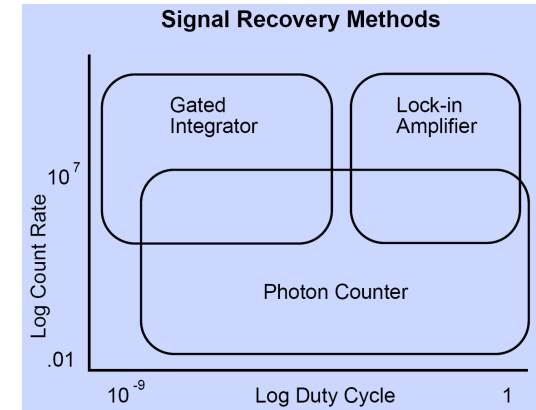 Signal Recovery Methods
Gated
Integrator
Lock-in
Amplifier
10^7
Log Count Rate
Photon Counter
.01
10^-9
Log Duty Cycle
1